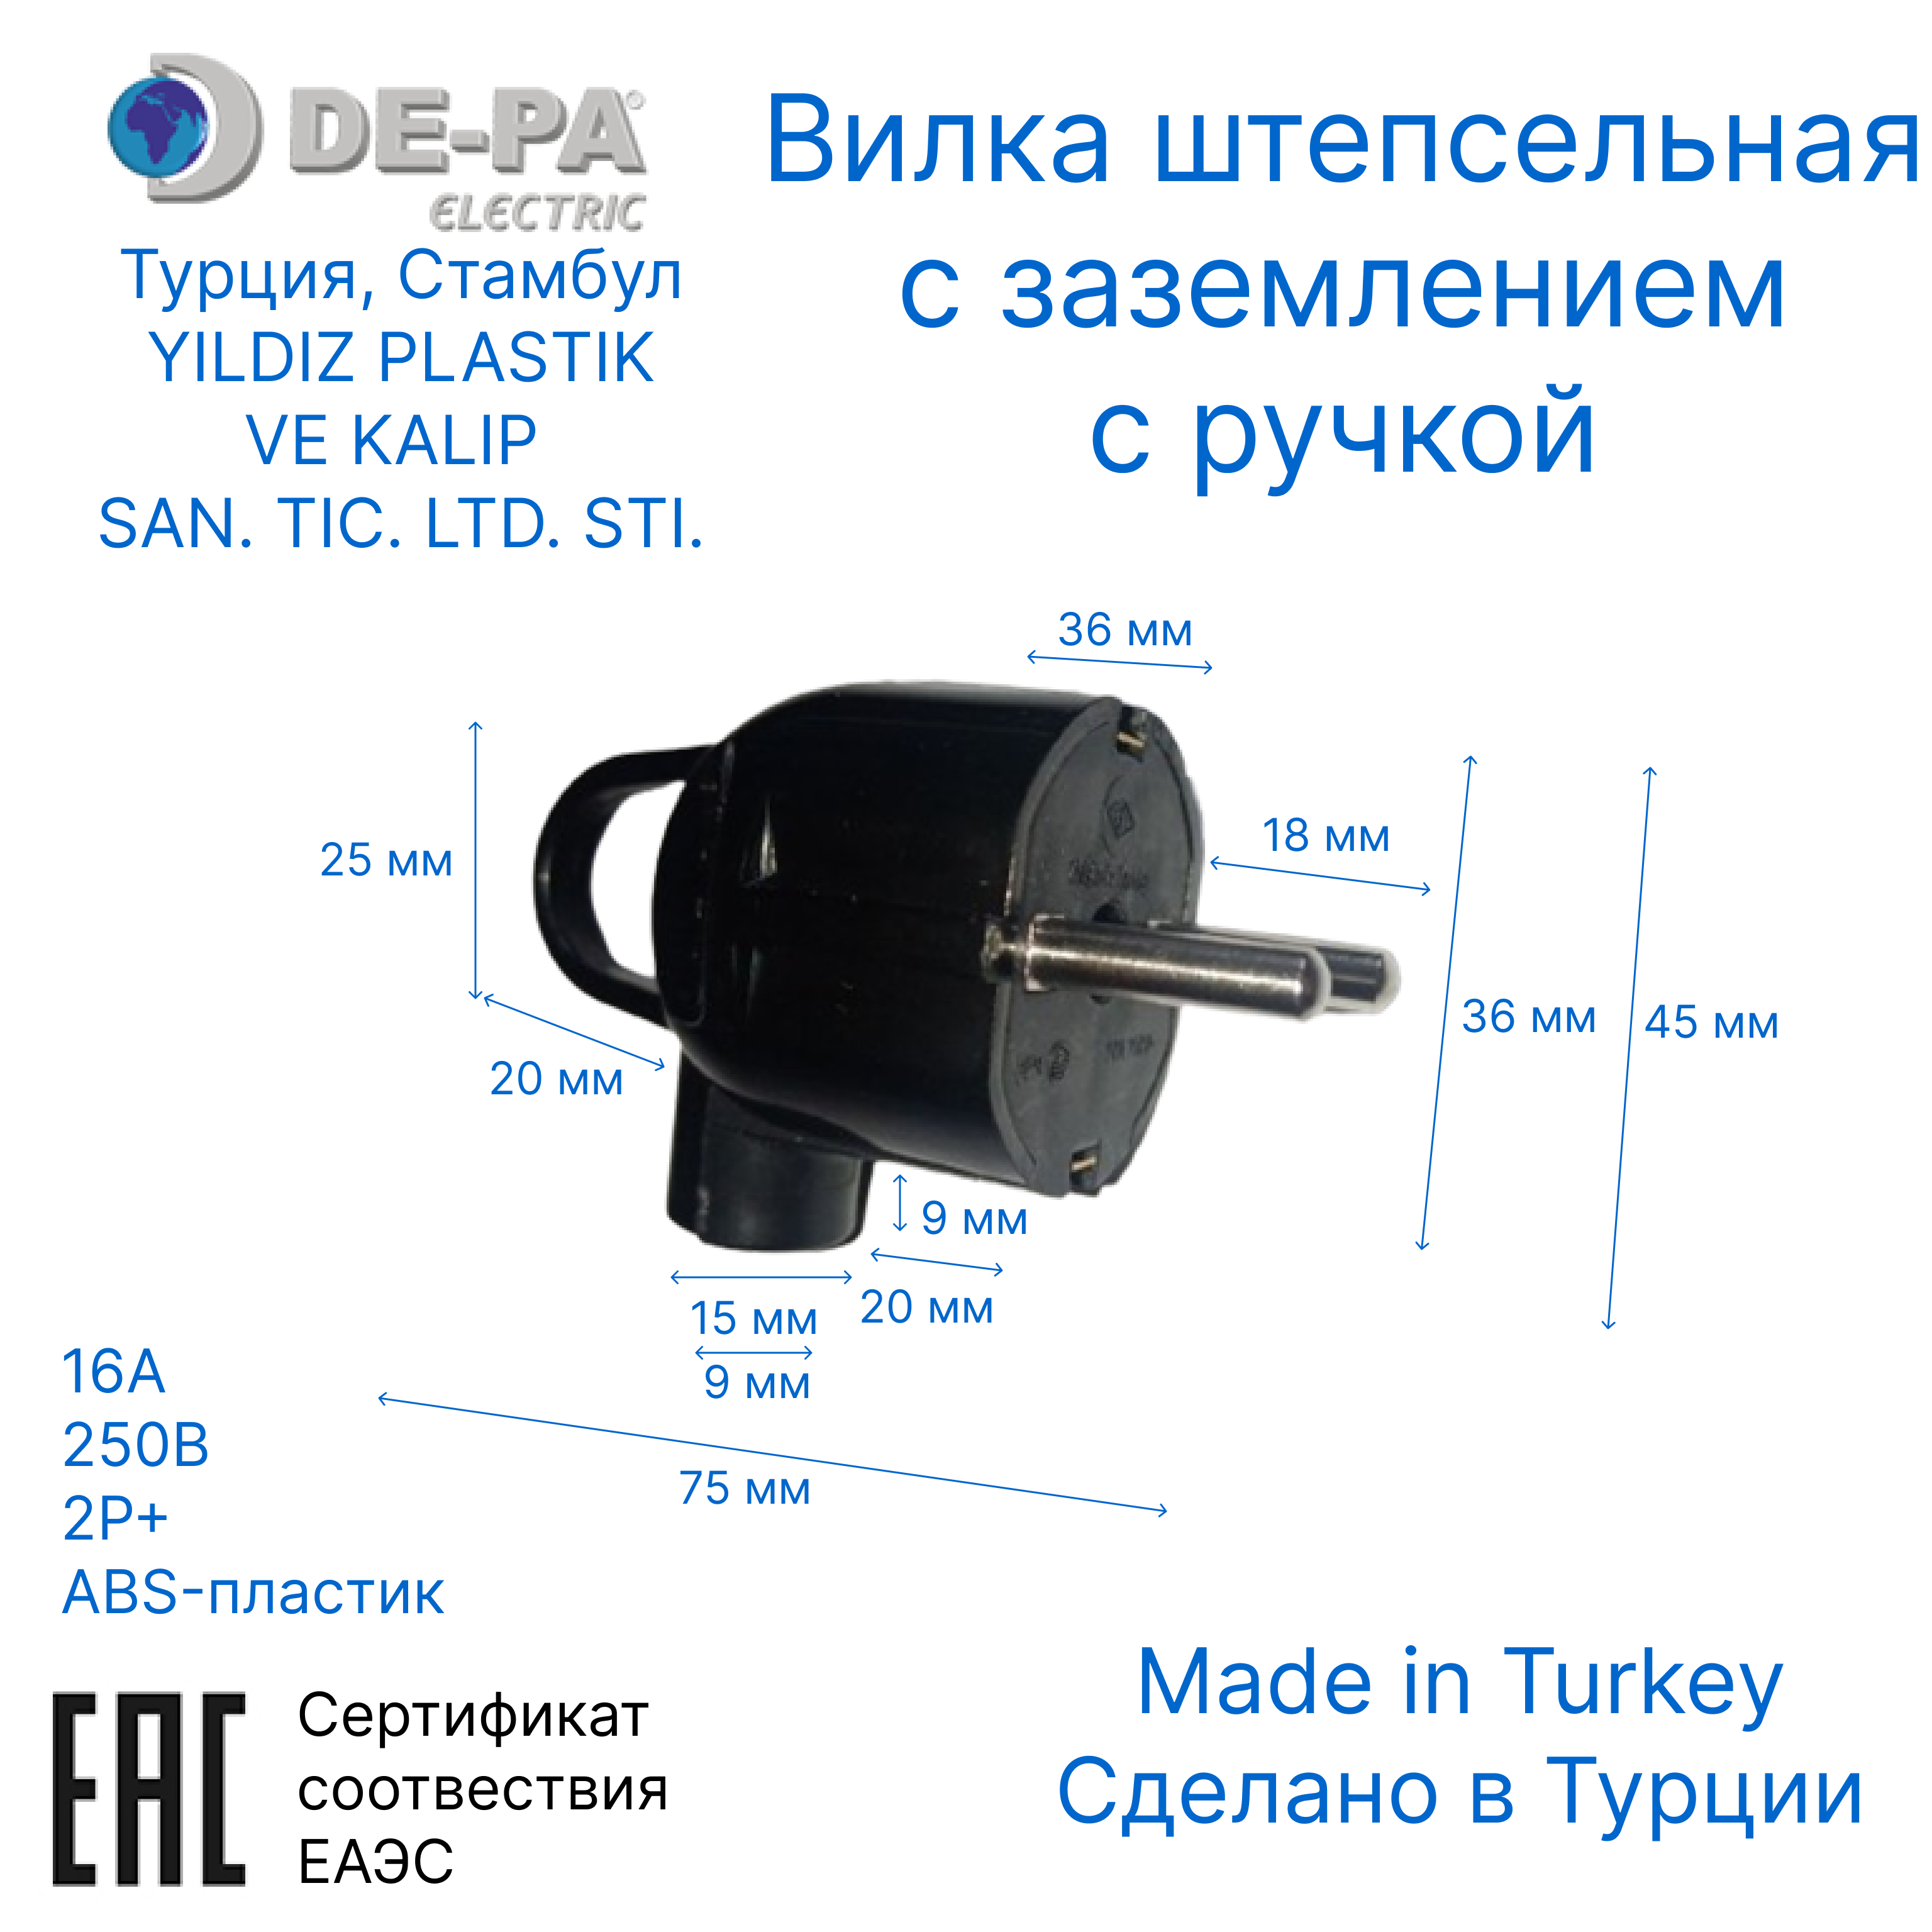 DE-PA®
ELECTRIC
Турция, Стамбул
YILDIZ PLASTIK
VE KALIP
SAN. TIC. LTD. STI.
Вилка штепсельная
с заземлением
с ручкой
36 мм
25 мм
18 мм
36 мм
45 мм
20 мм
9 мм
20 мм
15 мм
9 мм
75 мм
16А
250В
2P+
ABS-пластик
EAC
Сертификат
соотвествия
ЕАЭС
Made in Turkey
Сделано в Турции